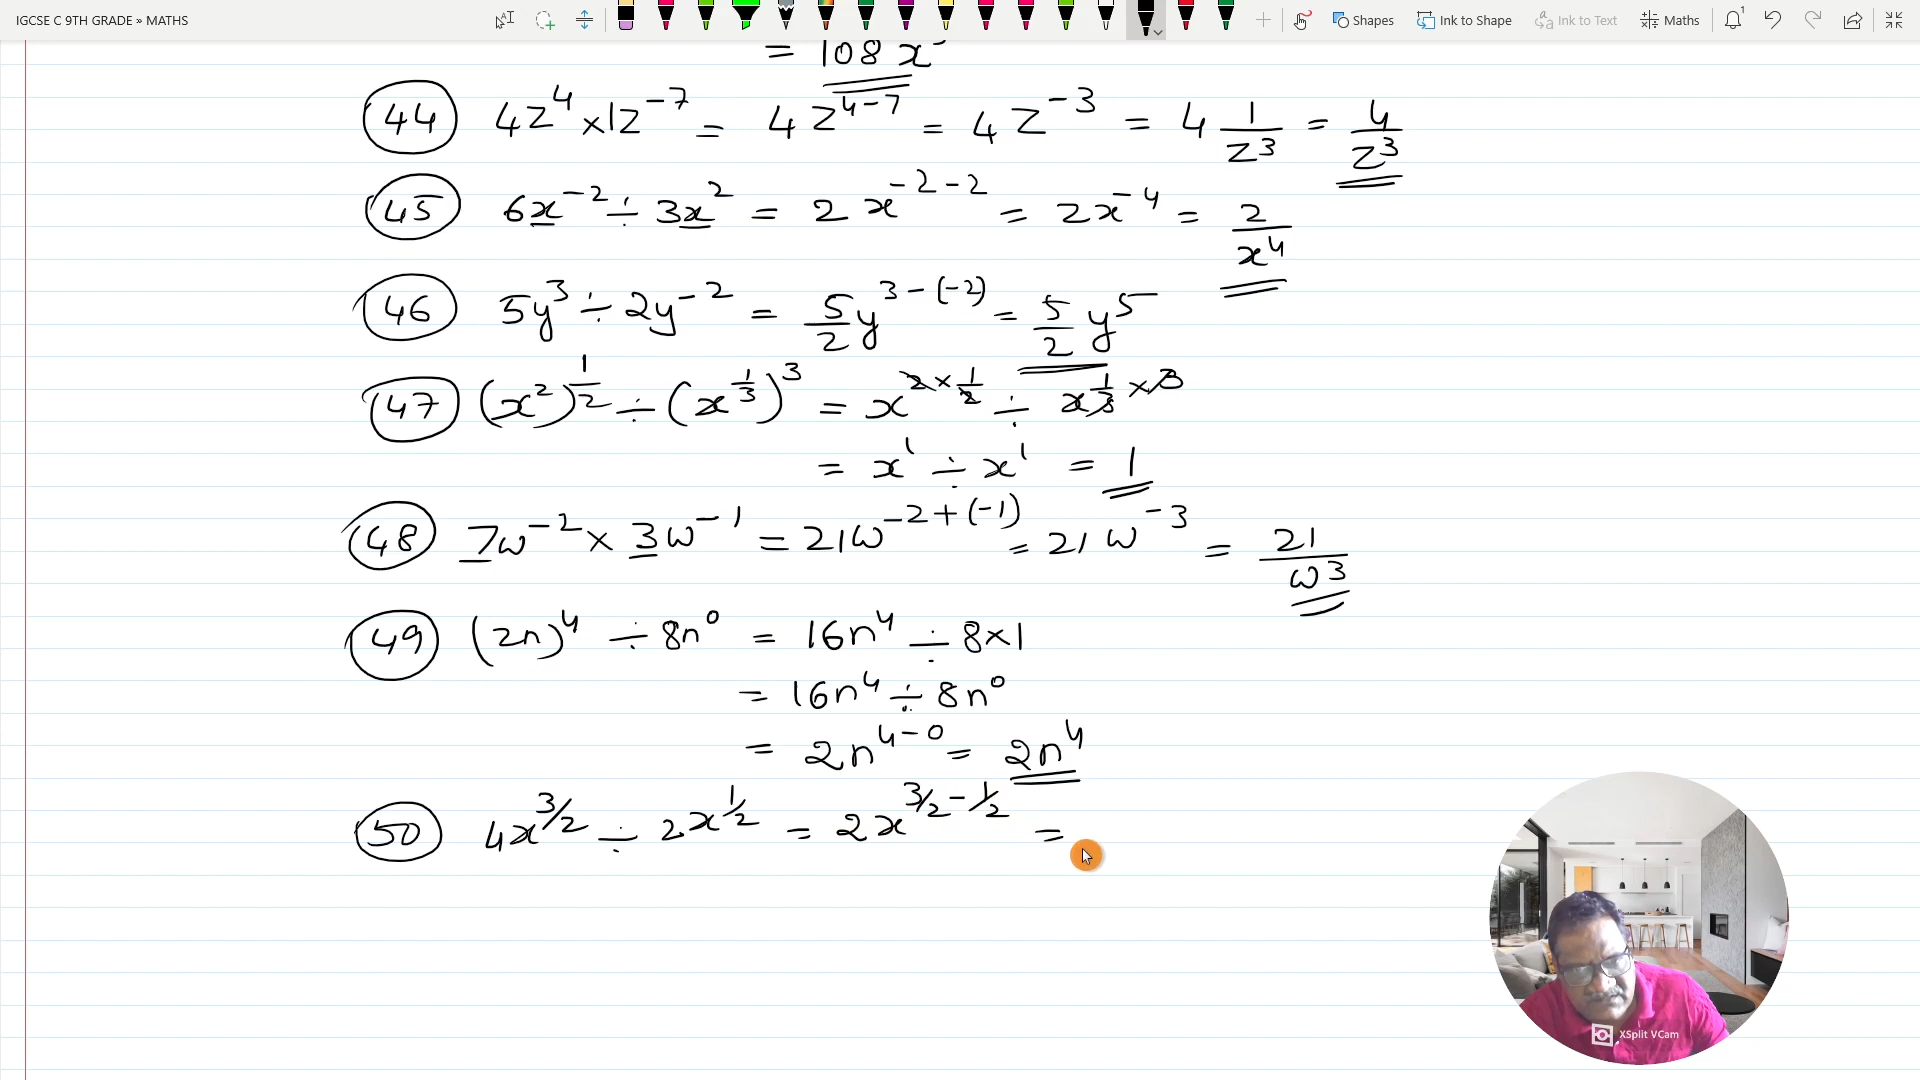 IGCSE C 9TH GRADE » MATHS
Shapes Ink to Shape Ink to Text Maths
= 108 x
(44) 4z⁴ × 1z⁻⁷ = 4 z⁴⁻⁷ = 4 z⁻³ = 4 1/z³ = 4/z³
(45) 6x⁻² ÷ 3x² = 2 x⁻²⁻² = 2x⁻⁴ = 2/x⁴
(46) 5y³ ÷ 2y⁻² = 5/2 y^(3-(-2)) = 5/2 y⁵
(47) (x²)^(1/2) ÷ (x^(1/3))³ = x^(2×1/2) ÷ x^(1/3×3)
= x¹ ÷ x¹ = 1
(48) 7w⁻² × 3w⁻¹ = 21w^(-2+(-1)) = 21 w⁻³ = 21/w³
(49) (2n)⁴ ÷ 8n⁰ = 16n⁴ ÷ 8×1
= 16n⁴ ÷ 8n⁰
= 2n⁴⁻⁰ = 2n⁴
(50) 4x^(3/2) ÷ 2x^(1/2) = 2x^(3/2-1/2) =
XSplit VCam